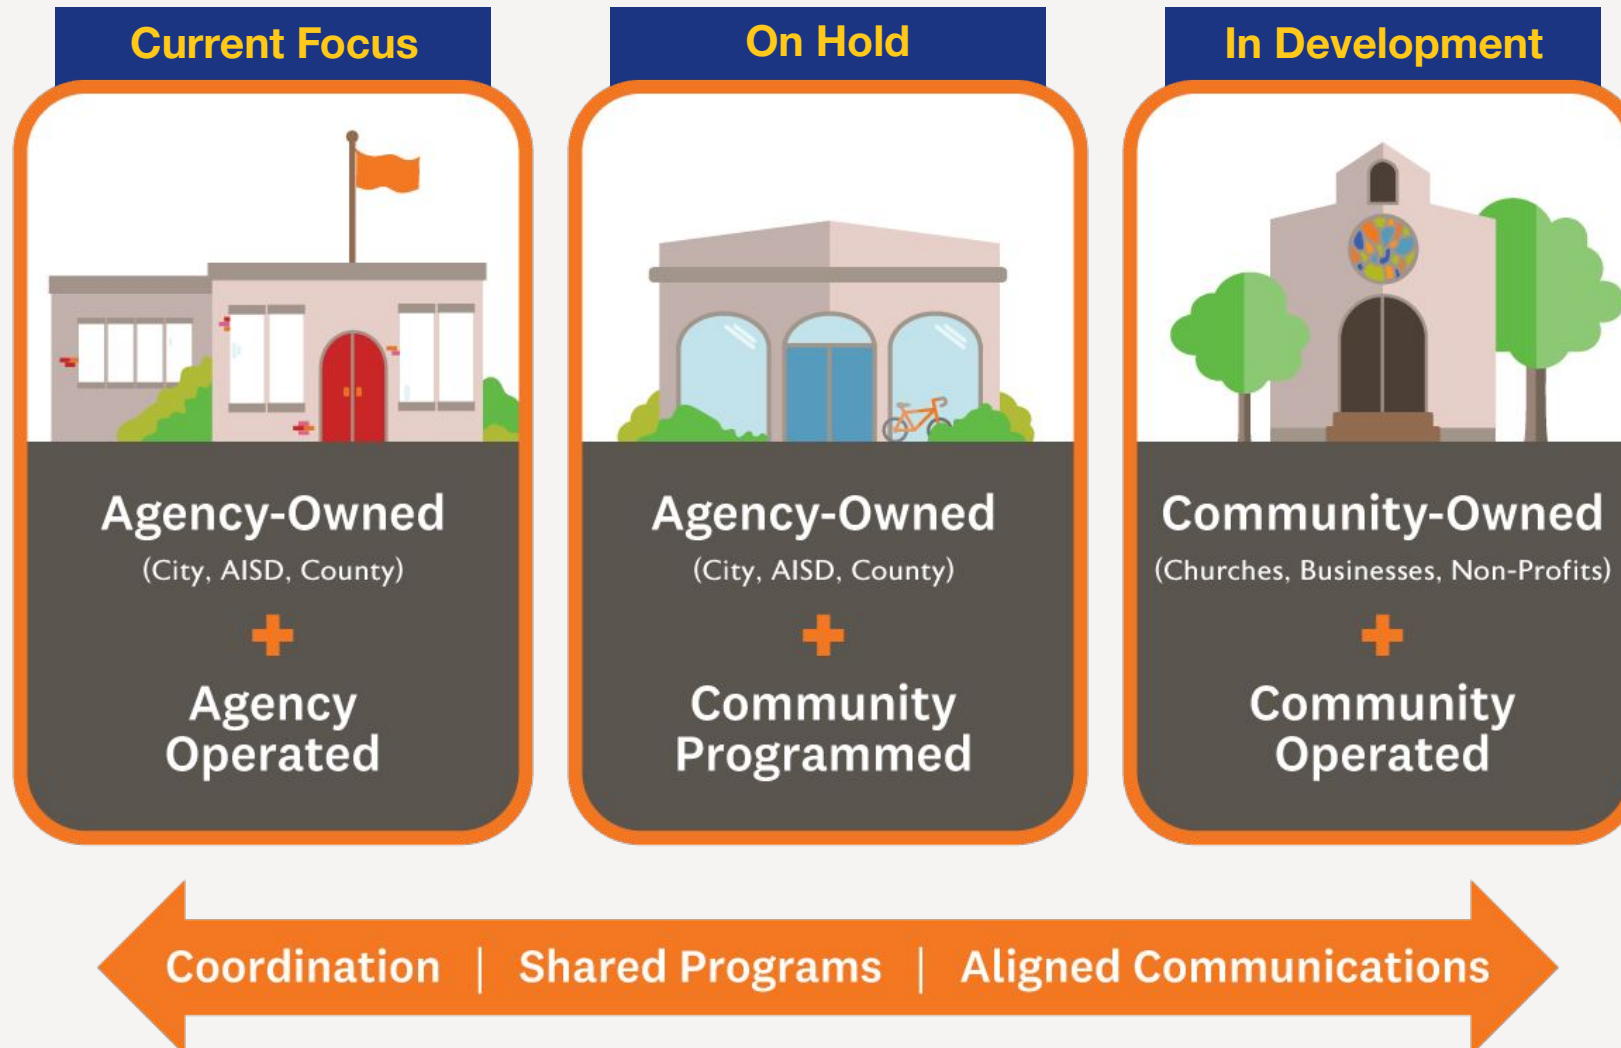 Current Focus
On Hold
In Development
Agency-Owned
(City, AISD, County)
+
Agency
Operated
Agency-Owned
(City, AISD, County)
+
Community
Programmed
Community-Owned
(Churches, Businesses, Non-Profits)
+
Community
Operated
Coordination | Shared Programs | Aligned Communications